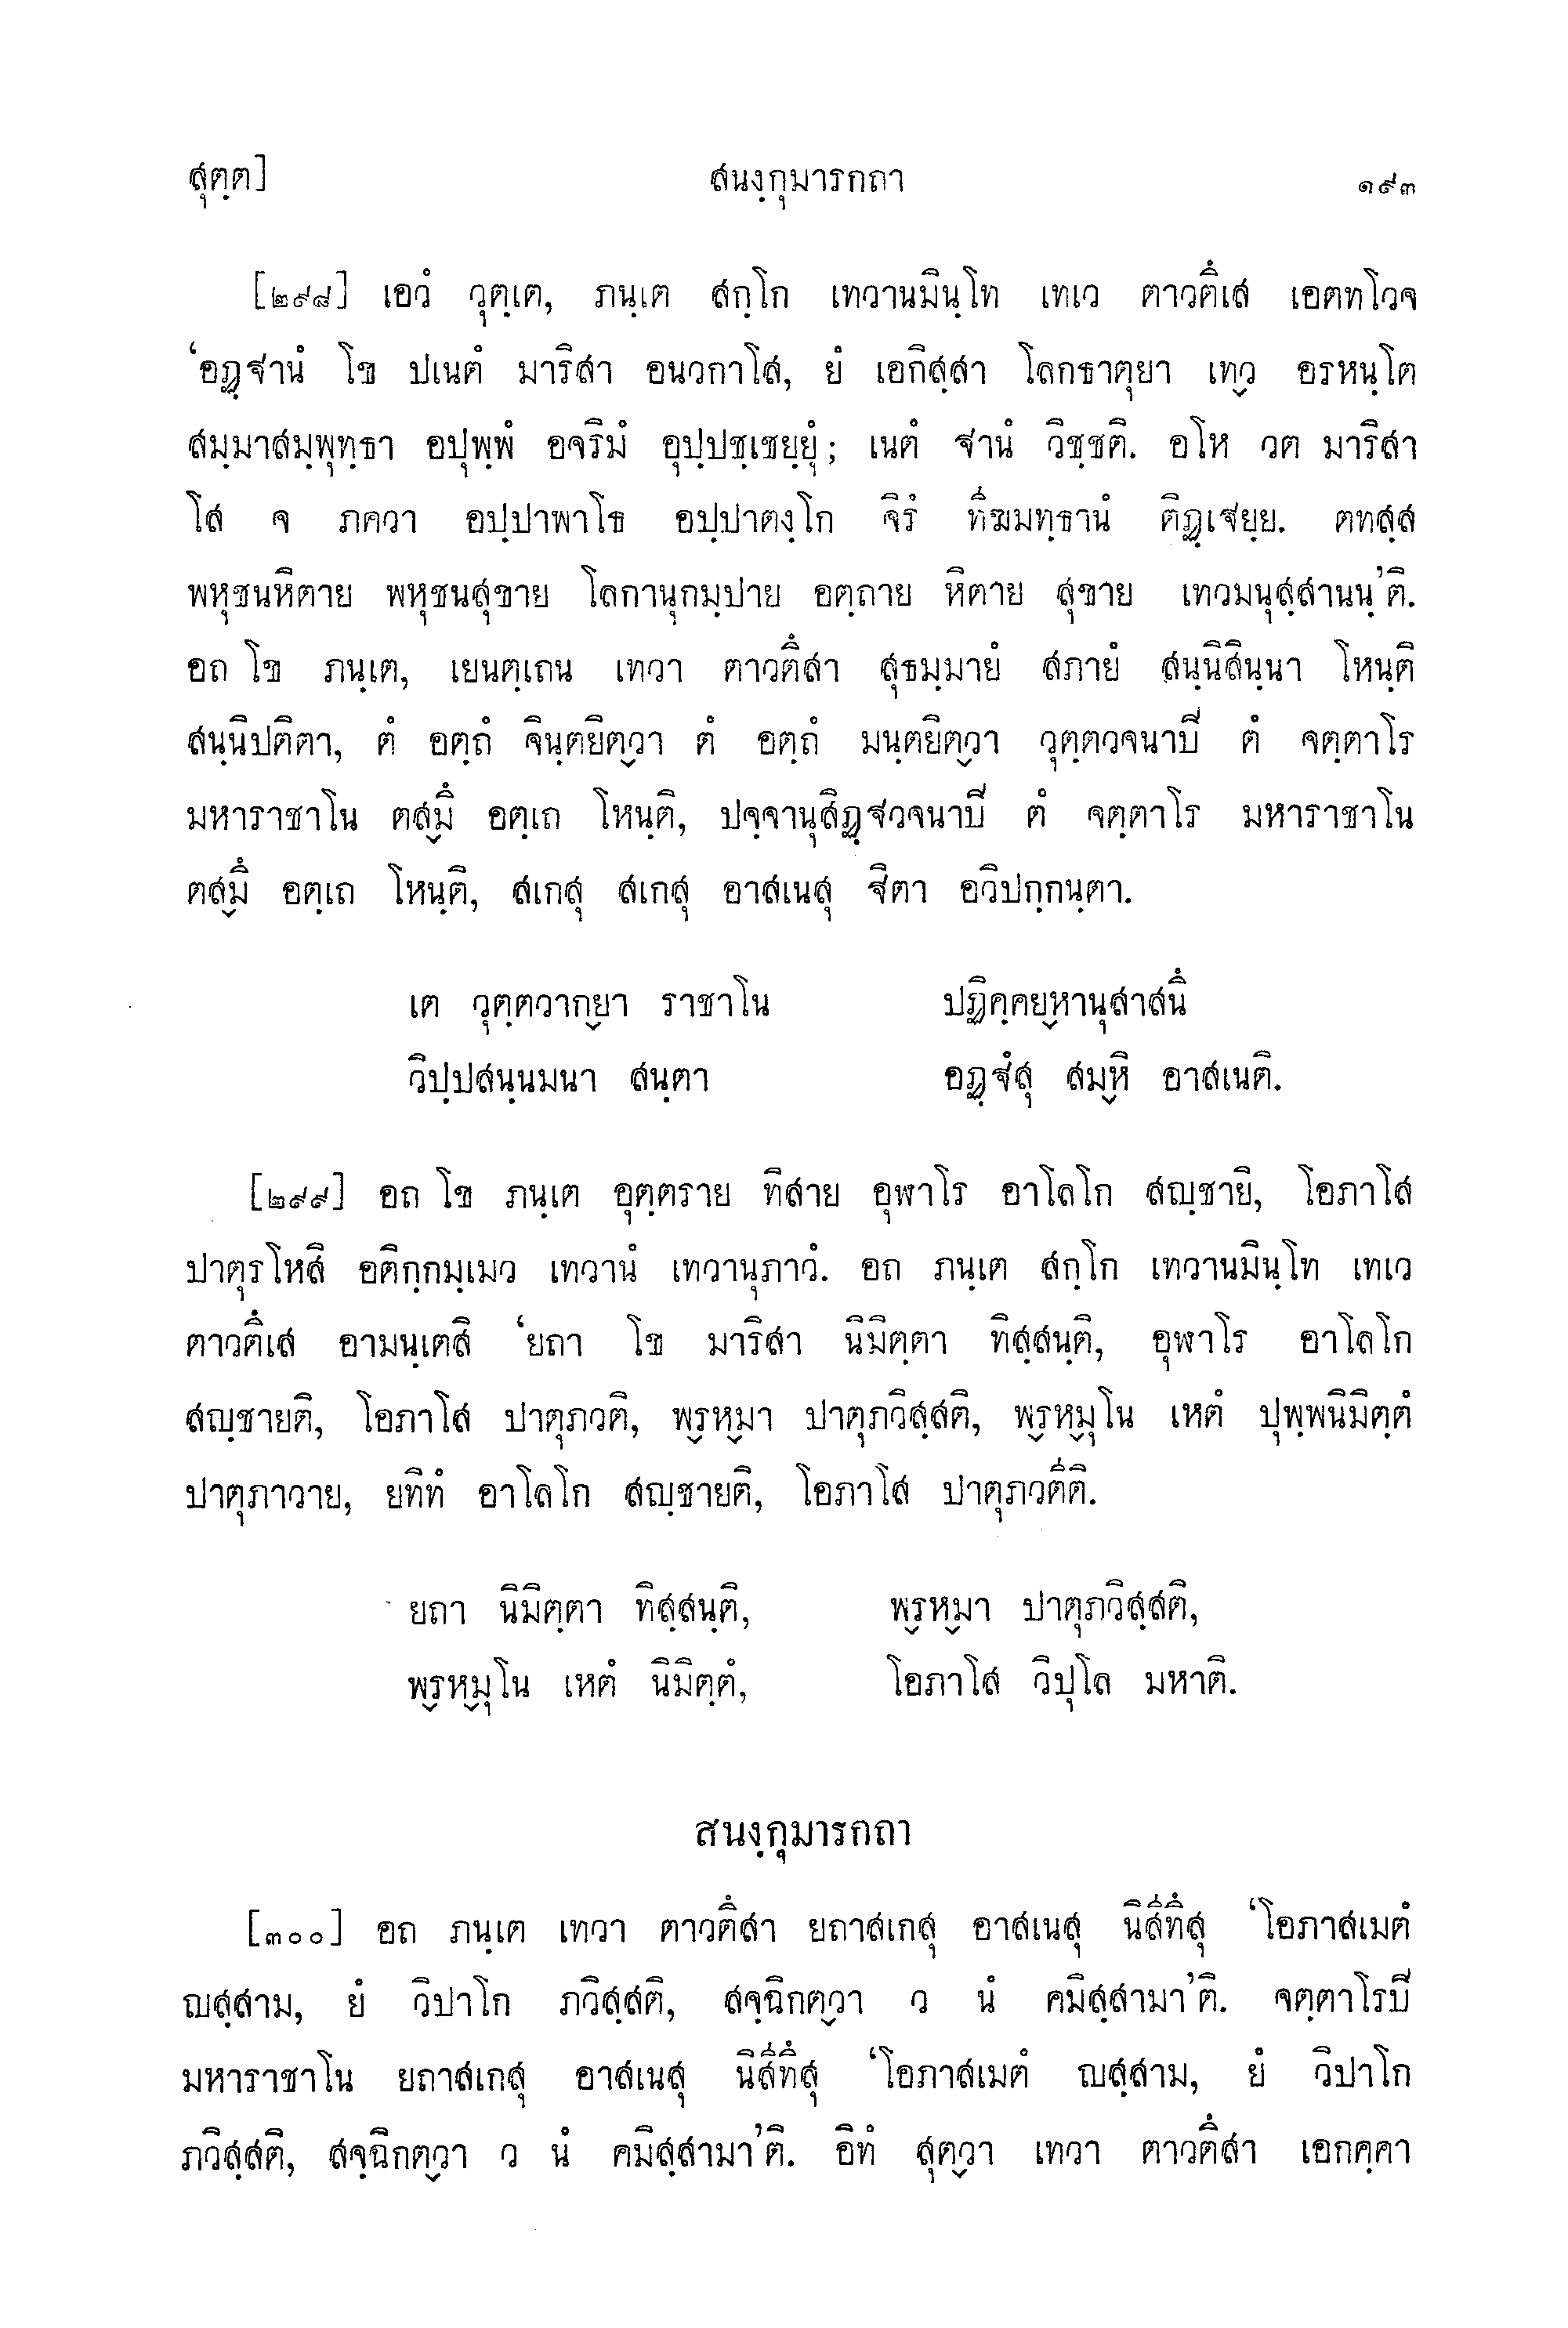 สุตฺต] สนงฺกุมารกถา ๑๙๓
[๒๙๘] เอวํ วุตฺเต, ภนฺเต สกฺโก เทวานมินฺโท เทเว ตาวตึเส เอตทโวจ
‘อฏฺฐานํ โข ปเนตํ มาริสา อนวกาโส, ยํ เอกิสฺสา โลกธาตุยา เทฺว อรหนฺโต
สมฺมาสมฺพุทฺธา อปุพฺพํ อจริมํ อุปฺปชฺเชยฺยุํ; เนตํ ฐานํ วิชฺชติ. อโห วต มาริสา
โส จ ภควา อปฺปาพาโธ อปฺปาตงฺโก จิรํ ทีฆมทฺธานํ ติฏฺเฐยฺย. ตทสฺส
พหุชนหิตาย พหุชนสุขาย โลกานุกมฺปาย อตฺถาย หิตาย สุขาย เทวมนุสฺสานนฺ’ติ.
อถ โข ภนฺเต, เยนตฺเถน เทวา ตาวตึสา สุธมฺมายํ สภายํ สนฺนิสินฺนา โหนฺติ
สนฺนิปติตา, ตํ อตฺถํ จินฺตยิตฺวา ตํ อตฺถํ มนฺตยิตฺวา วุตฺตวจนาปี ตํ จตฺตาโร
มหาราชาโน ตสฺมึ อตฺเถ โหนฺติ, ปจฺจานุสิฏฺฐวจนาปี ตํ จตฺตาโร มหาราชาโน
ตสฺมึ อตฺเถ โหนฺติ, สเกสุ สเกสุ อาสเนสุ ฐิตา อวิปกฺกนฺตา.
เต วุตฺตวากฺยา ราชาโน ปฏิคฺคยฺหานุสาสนึ
วิปฺปสนฺนมนา สนฺตา อฏฺฐํสุ สมฺหิ อาสเนติ.
[๒๙๙] อถ โข ภนฺเต อุตฺตราย ทิสาย อุฬาโร อาโลโก สญฺชายิ, โอภาโส
ปาตุรโหสิ อติกฺกมฺเมว เทวานํ เทวานุภาวํ. อถ ภนฺเต สกฺโก เทวานมินฺโท เทเว
ตาวตึเส อามนฺเตสิ ‘ยถา โข มาริสา นิมิตฺตา ทิสฺสนฺติ, อุฬาโร อาโลโก
สญฺชายติ, โอภาโส ปาตุภวติ, พฺรหฺมา ปาตุภวิสฺสติ, พฺรหฺมุโน เหตํ ปุพฺพนิมิตฺตํ
ปาตุภาวาย, ยทิทํ อาโลโก สญฺชายติ, โอภาโส ปาตุภวตีติ.
ยถา นิมิตฺตา ทิสฺสนฺติ, พฺรหฺมา ปาตุภวิสฺสติ,
พฺรหฺมุโน เหตํ นิมิตฺตํ, โอภาโส วิปุโล มหาติ.
สนงฺกุมารกถา
[๓๐๐] อถ ภนฺเต เทวา ตาวตึสา ยถาสเกสุ อาสเนสุ นิสีทึสุ ‘โอภาสเมตํ
ญสฺสาม, ยํ วิปาโก ภวิสฺสติ, สจฺฉิกตฺวา ว นํ คมิสฺสามา’ติ. จตฺตาโรปี
มหาราชาโน ยถาสเกสุ อาสเนสุ นิสีทึสุ ‘โอภาสเมตํ ญสฺสาม, ยํ วิปาโก
ภวิสฺสติ, สจฺฉิกตฺวา ว นํ คมิสฺสามา’ติ. อิทํ สุตฺวา เทวา ตาวตึสา เอกคฺคา